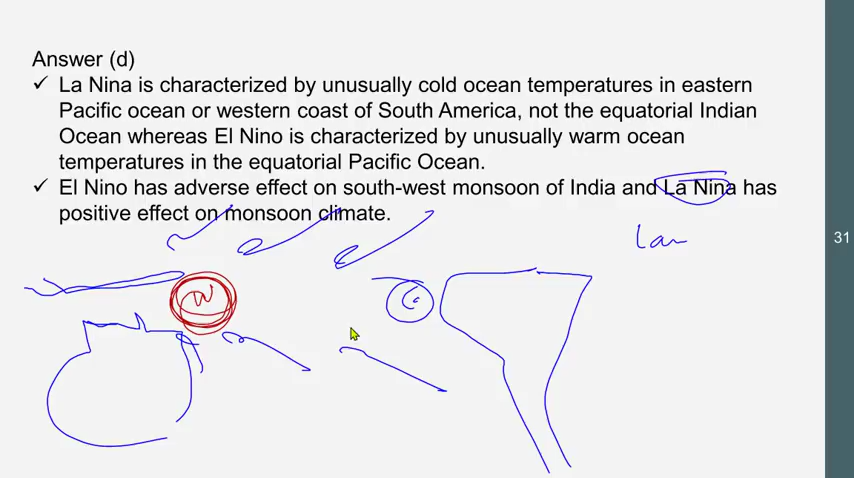 Answer (d)
✓ La Nina is characterized by unusually cold ocean temperatures in eastern
Pacific ocean or western coast of South America, not the equatorial Indian
Ocean whereas El Nino is characterized by unusually warm ocean
temperatures in the equatorial Pacific Ocean.
✓ El Nino has adverse effect on south-west monsoon of India and La Nina has
positive effect on monsoon climate.
31
W
C